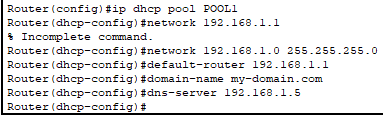 Router(config)#ip dhcp pool POOL1
Router(dhcp-config)#network 192.168.1.1
% Incomplete command.
Router(dhcp-config)#network 192.168.1.0 255.255.255.0
Router(dhcp-config)#default-router 192.168.1.1
Router(dhcp-config)#domain-name my-domain.com
Router(dhcp-config)#dns-server 192.168.1.5
Router(dhcp-config)#